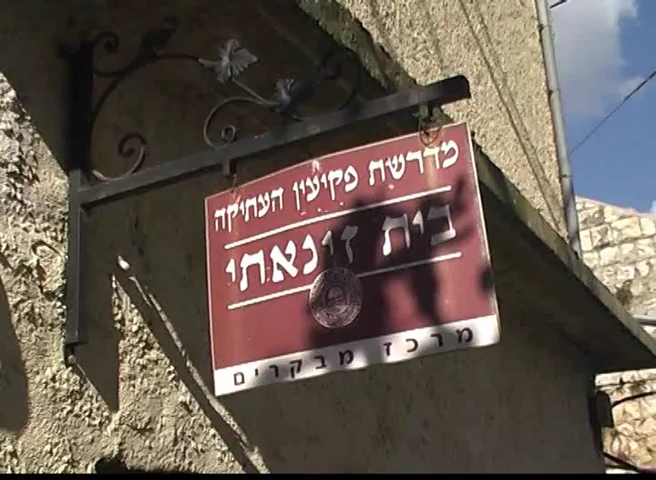 מדרשת פקיעין העתיקה
בית זינאתי
מרכז מבקרים